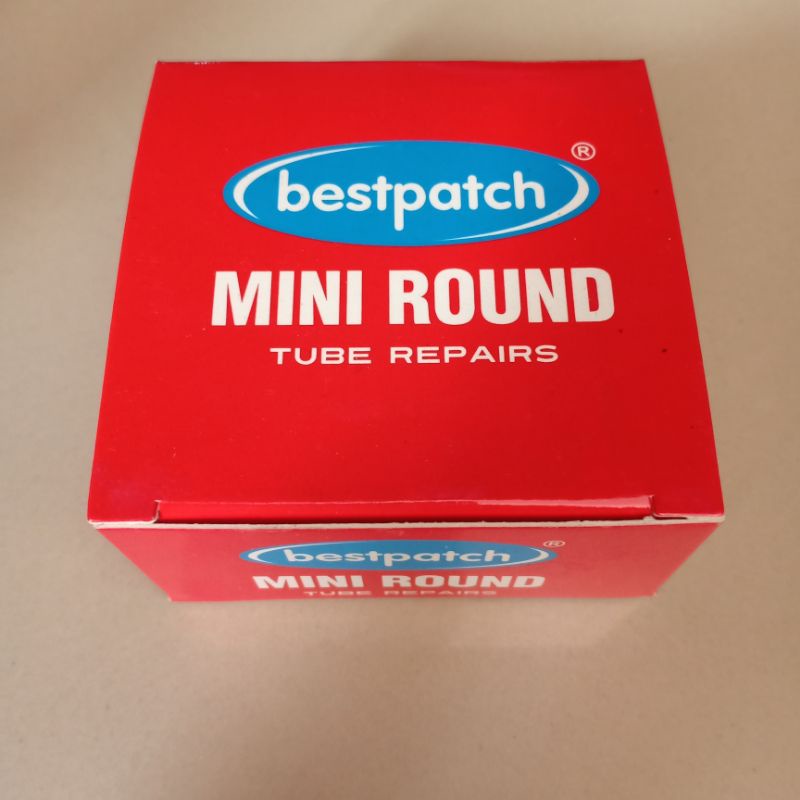 bestpatch®
MINI ROUND
TUBE REPAIRS
bestpatch®
MINI ROUND
TUBE REPAIRS